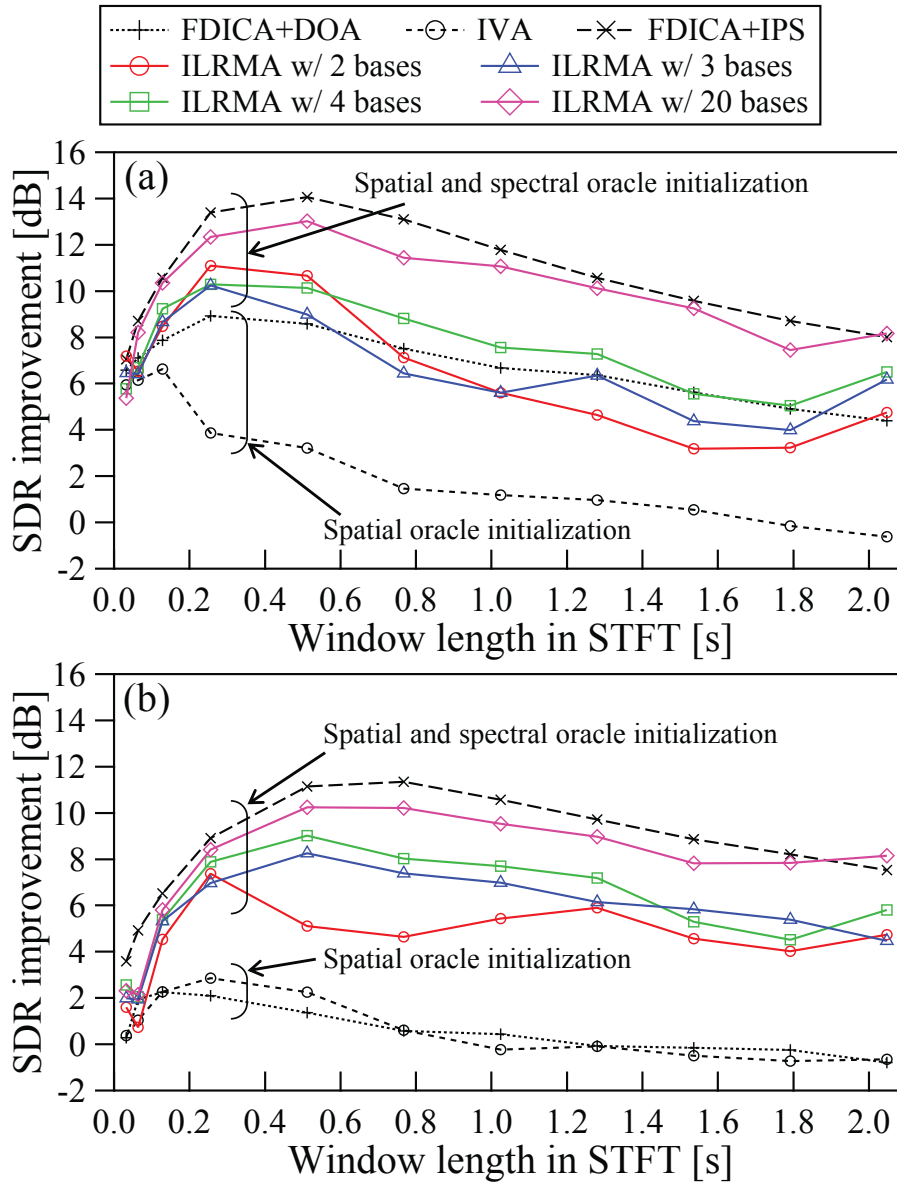 FDICA+DOA IVA FDICA+IPS
ILRMA w/ 2 bases ILRMA w/ 3 bases
ILRMA w/ 4 bases ILRMA w/ 20 bases
(a)
SDR improvement [dB]
16
14
12
10
8
6
4
2
0
-2
Spatial and spectral oracle initialization
Spatial oracle initialization
0.0 0.2 0.4 0.6 0.8 1.0 1.2 1.4 1.6 1.8 2.0
Window length in STFT [s]
(b)
SDR improvement [dB]
16
14
12
10
8
6
4
2
0
-2
Spatial and spectral oracle initialization
Spatial oracle initialization
0.0 0.2 0.4 0.6 0.8 1.0 1.2 1.4 1.6 1.8 2.0
Window length in STFT [s]